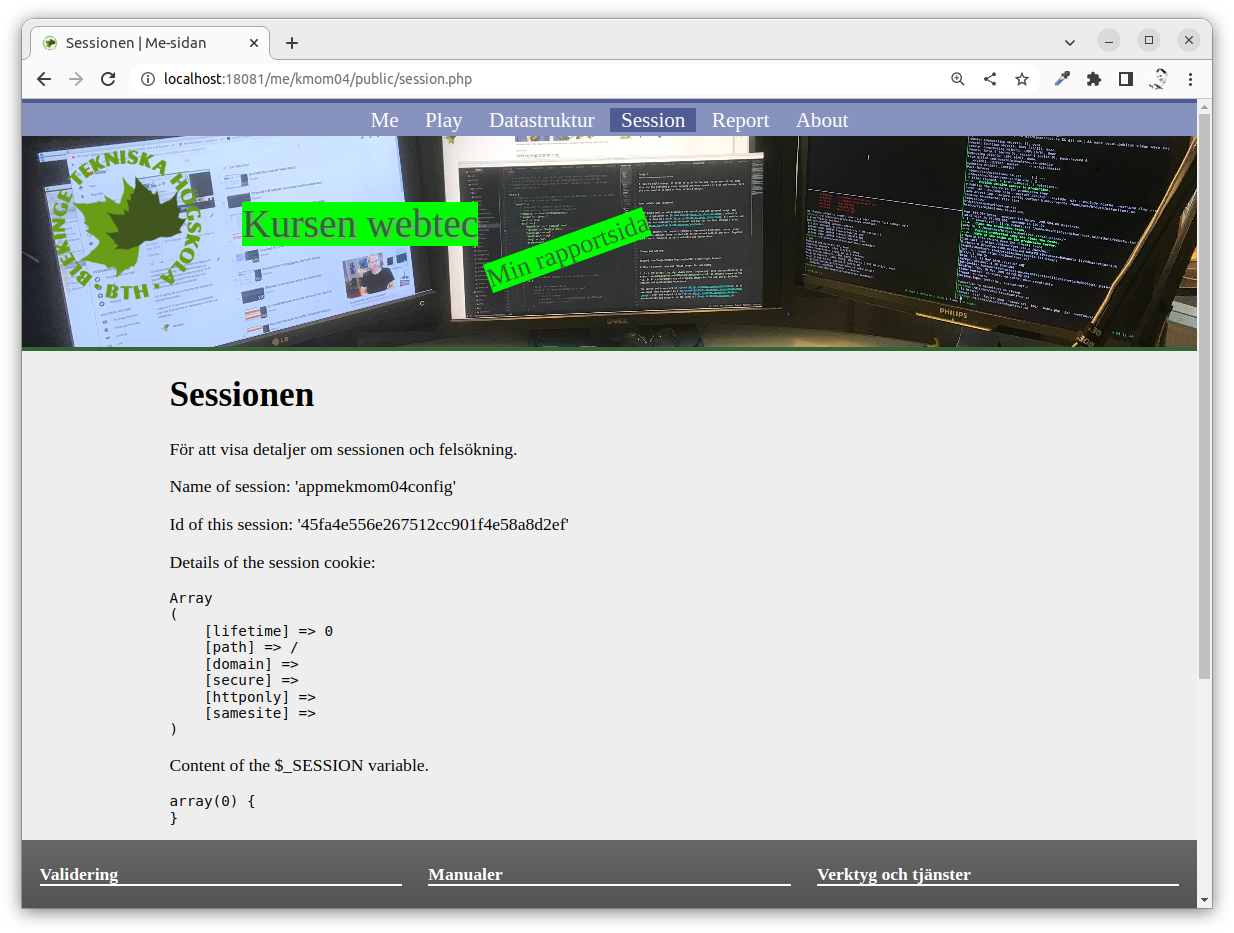 Sessionen | Me-sidan
localhost:18081/me/kmom04/public/session.php
Me Play Datastruktur Session Report About
BLEKINGE TEKNISKA HÖGSKOLA
· BTH ·
Kursen webtec
Min rapportsida
LG
DELL
PHILIPS
Sessionen
För att visa detaljer om sessionen och felsökning.
Name of session: 'appmekmom04config'
Id of this session: '45fa4e556e267512cc901f4e58a8d2ef'
Details of the session cookie:
Array
(
    [lifetime] => 0
    [path] => /
    [domain] =>
    [secure] =>
    [httponly] =>
    [samesite] =>
)
Content of the $_SESSION variable.
array(0) {
}
Validering Manualer Verktyg och tjänster